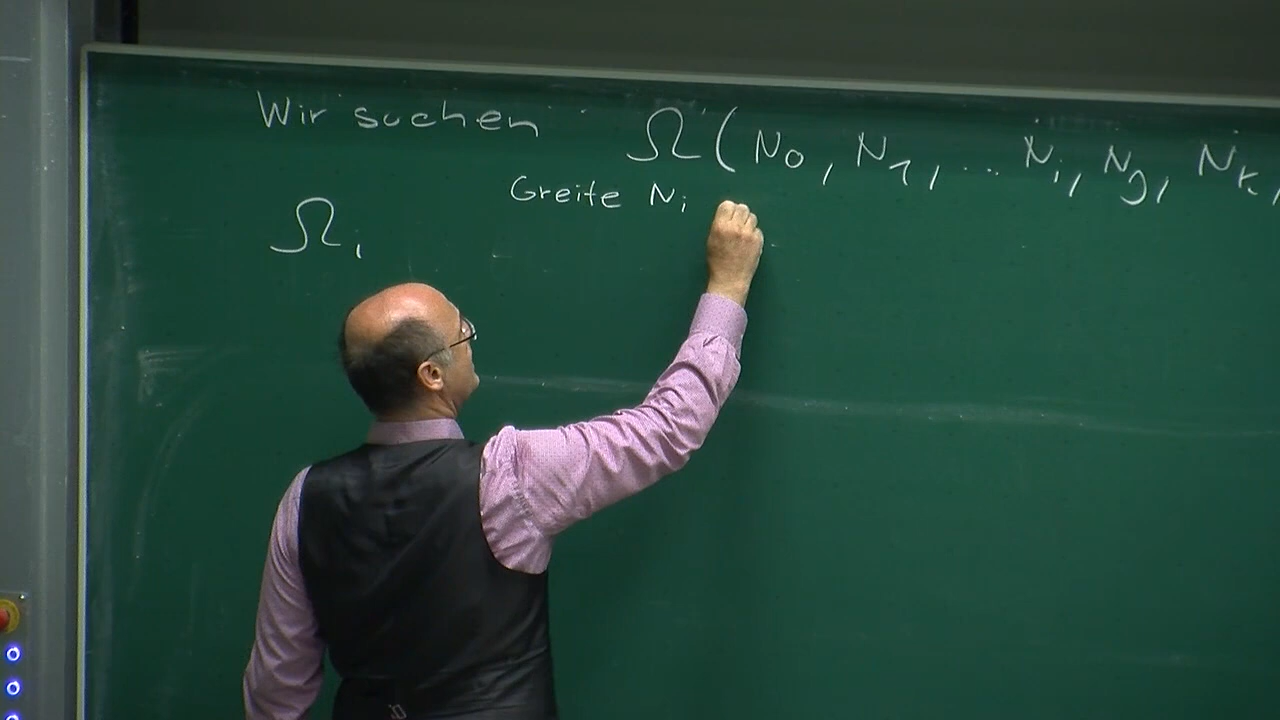 Wir suchen Ω(N₀, N₁, ... Nᵢ, Nⱼ, Nₖ,
Greife Nᵢ
Ωᵢ